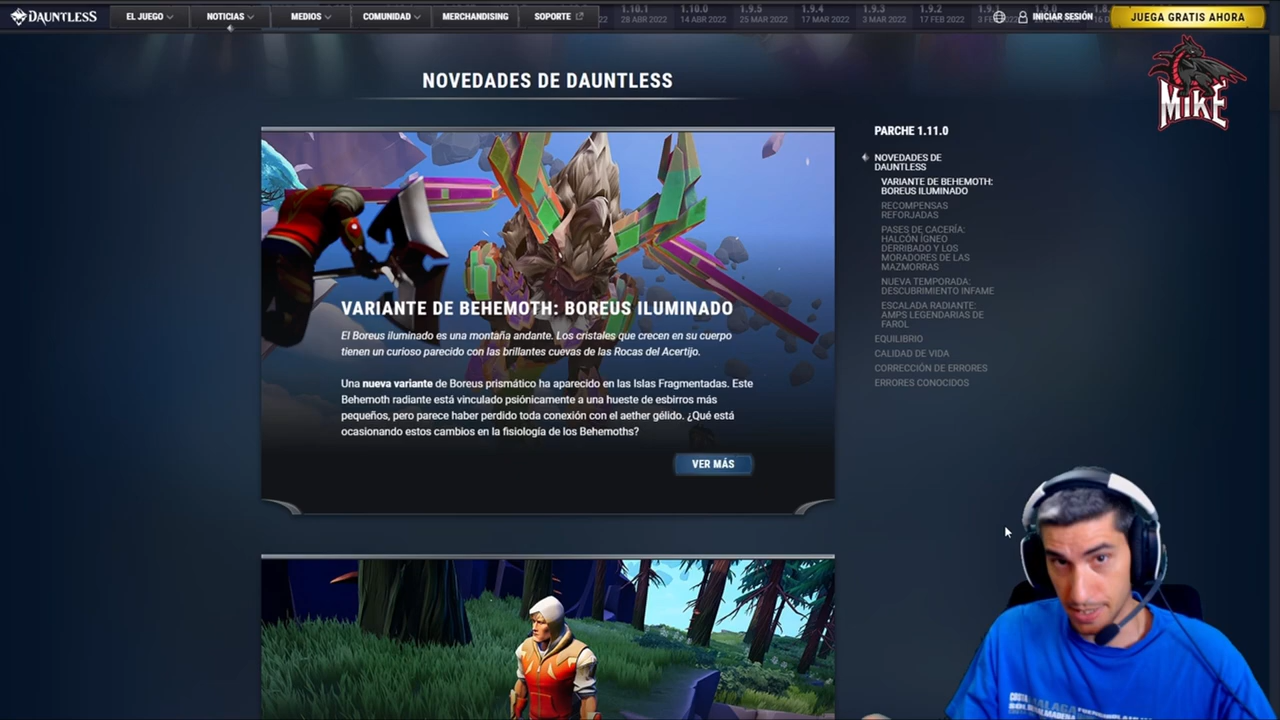 DAUNTLESS
EL JUEGO
NOTICIAS
MEDIOS
COMUNIDAD
MERCHANDISING
SOPORTE
1.10.1
28 ABR 2022
1.10.0
14 ABR 2022
1.9.5
25 MAR 2022
1.9.4
17 MAR 2022
1.9.3
3 MAR 2022
1.9.2
17 FEB 2022
INICIAR SESIÓN
JUEGA GRATIS AHORA
MIKE
NOVEDADES DE DAUNTLESS
VARIANTE DE BEHEMOTH: BOREUS ILUMINADO
El Boreus iluminado es una montaña andante. Los cristales que crecen en su cuerpo
tienen un curioso parecido con las brillantes cuevas de las Rocas del Acertijo.
Una nueva variante de Boreus prismático ha aparecido en las Islas Fragmentadas. Este
Behemoth radiante está vinculado psiónicamente a una hueste de esbirros más
pequeños, pero parece haber perdido toda conexión con el aether gélido. ¿Qué está
ocasionando estos cambios en la fisiología de los Behemoths?
VER MÁS
PARCHE 1.11.0
NOVEDADES DE
DAUNTLESS
VARIANTE DE BEHEMOTH:
BOREUS ILUMINADO
RECOMPENSAS
REFORJADAS
PASES DE CACERÍA:
HALCÓN ÍGNEO
DERRIBADO Y LOS
MORADORES DE LAS
MAZMORRAS
NUEVA TEMPORADA:
DESCUBRIMIENTO INFAME
ESCALADA RADIANTE:
AMPS LEGENDARIAS DE
FAROL
EQUILIBRIO
CALIDAD DE VIDA
CORRECCIÓN DE ERRORES
ERRORES CONOCIDOS